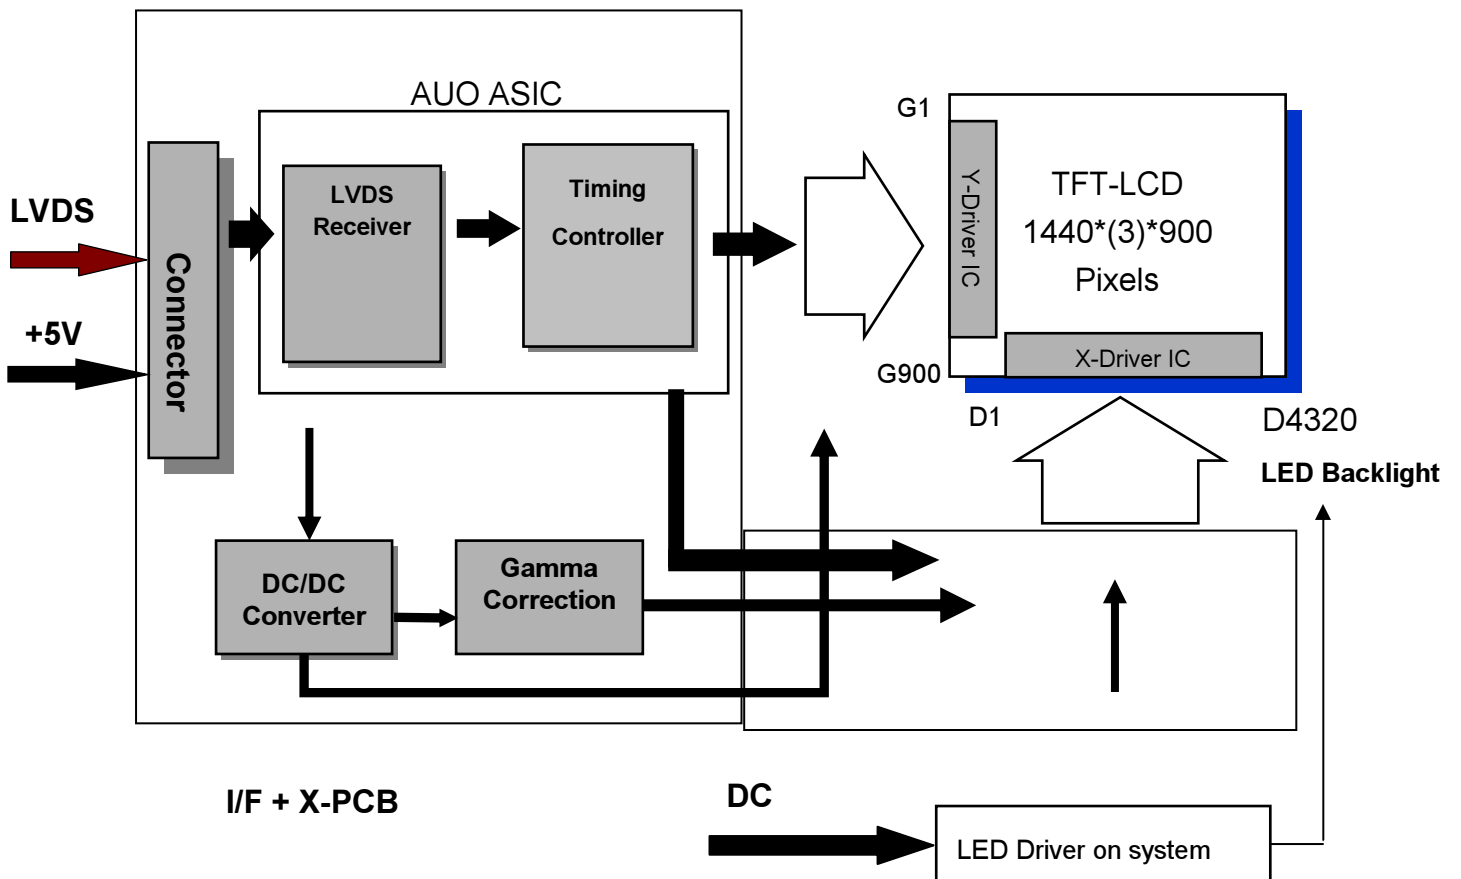 AUO ASIC
LVDS
+5V
Connector
LVDS
Receiver
Timing
Controller
G1
Y-Driver IC
TFT-LCD
1440*(3)*900
Pixels
G900
X-Driver IC
D1
D4320
LED Backlight
DC/DC
Converter
Gamma
Correction
I/F + X-PCB
DC
LED Driver on system